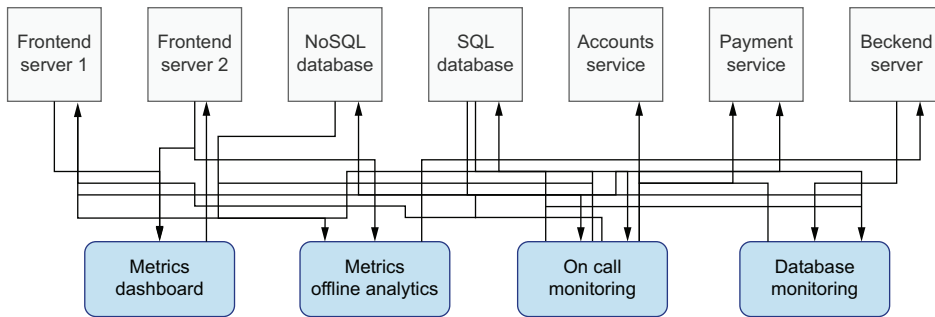 Frontend
server 1
Frontend
server 2
NoSQL
database
SQL
database
Accounts
service
Payment
service
Beckend
server
Metrics
dashboard
Metrics
offline analytics
On call
monitoring
Database
monitoring